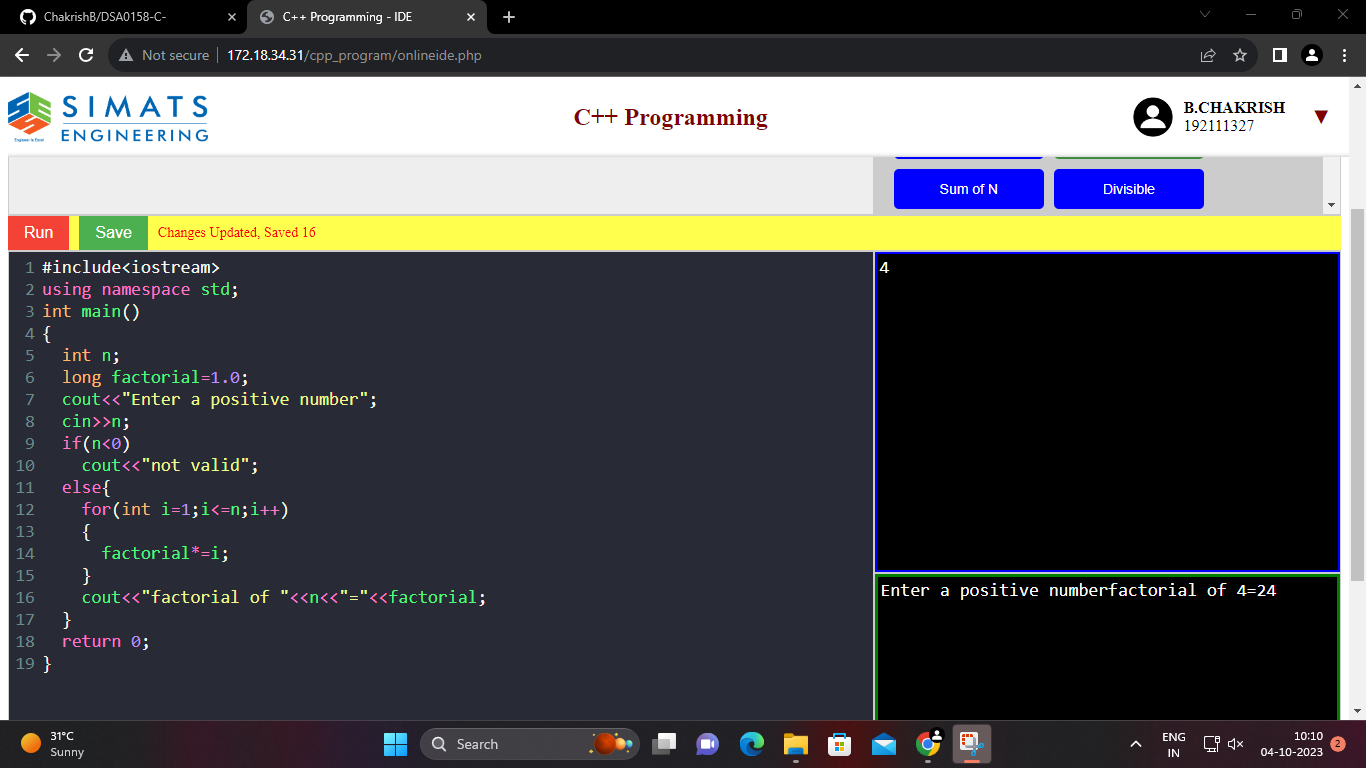 ChakrishB/DSA0158-C-
C++ Programming - IDE
Not secure
172.18.34.31/cpp_program/onlineide.php
SIMATS
ENGINEERING
Engineer to Excel
C++ Programming
B.CHAKRISH
192111327
Sum of N
Divisible
Run
Save
Changes Updated, Saved 16
1 #include<iostream>
2 using namespace std;
3 int main()
4 {
5   int n;
6   long factorial=1.0;
7   cout<<"Enter a positive number";
8   cin>>n;
9   if(n<0)
10     cout<<"not valid";
11   else{
12     for(int i=1;i<=n;i++)
13     {
14       factorial*=i;
15     }
16     cout<<"factorial of "<<n<<"="<<factorial;
17   }
18   return 0;
19 }
4
Enter a positive numberfactorial of 4=24
31°C
Sunny
Search
ENG
IN
10:10
04-10-2023
2